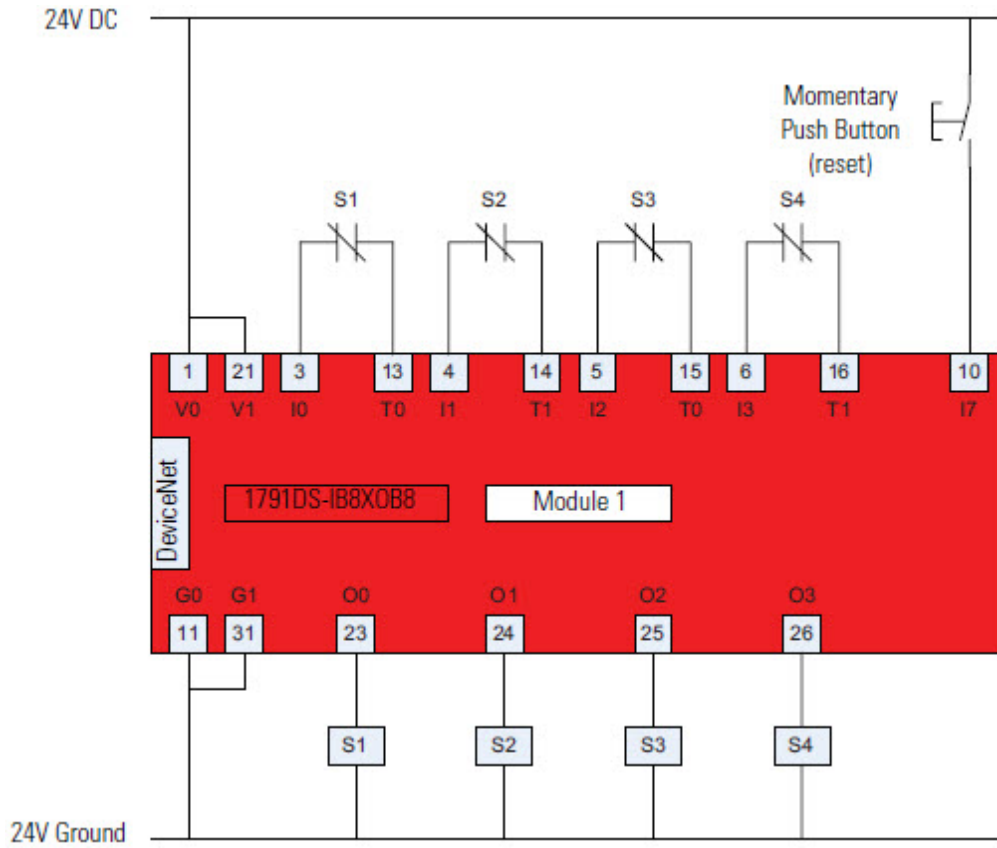 24V DC
Momentary
Push Button
(reset)
S1 S2 S3 S4
1 21 3 13 4 14 5 15 6 16 10
V0 V1 I0 T0 I1 T1 I2 T0 I3 T1 I7
DeviceNet
1791DS-IB8XOB8
Module 1
G0 G1 O0 O1 O2 O3
11 31 23 24 25 26
S1 S2 S3 S4
24V Ground